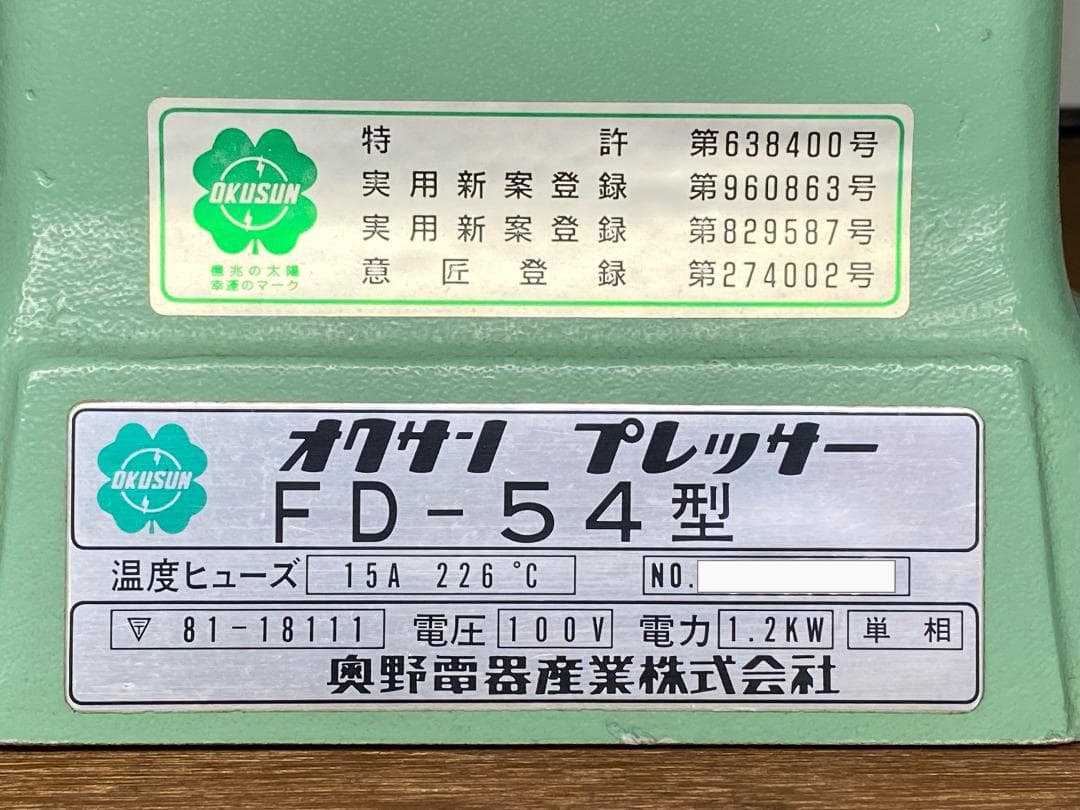 OKUSUN
億兆の太陽
幸運のマーク
特許 第638400号
実用新案登録 第960863号
実用新案登録 第829587号
意匠登録 第274002号
OKUSUN
オクサン プレッサー
FD-54型
温度ヒューズ 15A 226℃ NO.
81-18111 電圧 100V 電力 1.2KW 単相
奥野電器産業株式会社